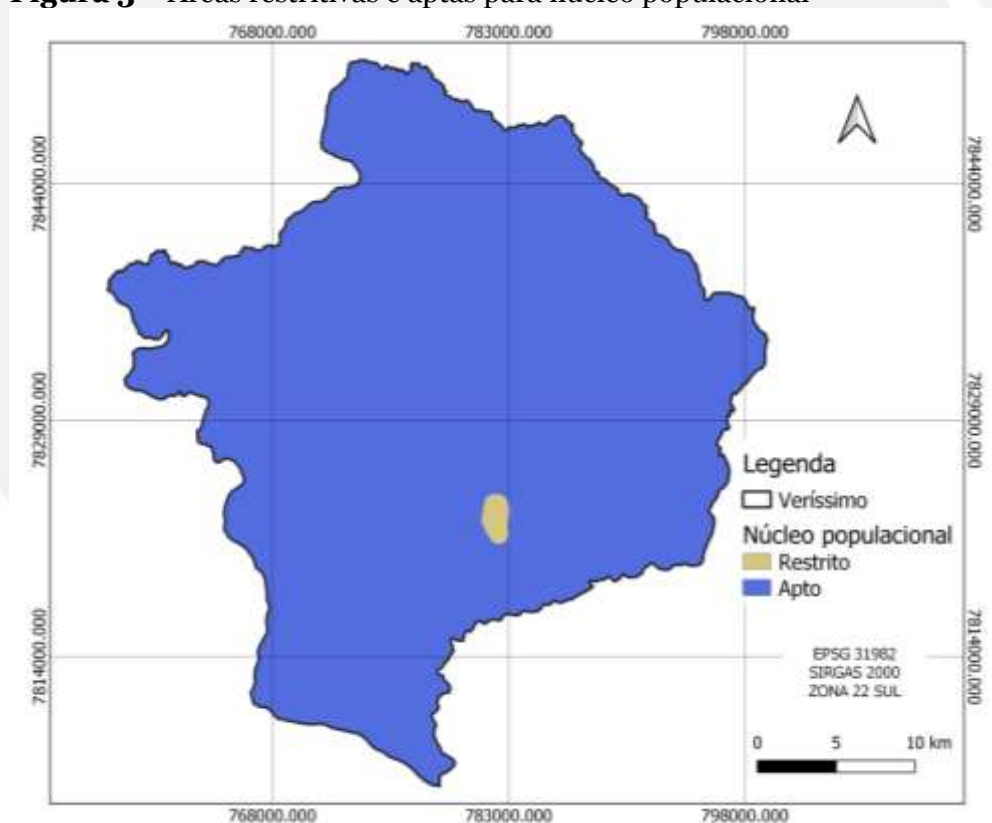 Figura 5 – Áreas restritivas e aptas para núcleo populacional
768000.000 783000.000 798000.000
7844000.000 7844000.000
7829000.000 7829000.000
7814000.000 7814000.000
Legenda
Veríssimo
Núcleo populacional
Restrito
Apto
EPSG 31982
SIRGAS 2000
ZONA 22 SUL
0 5 10 km
768000.000 783000.000 798000.000